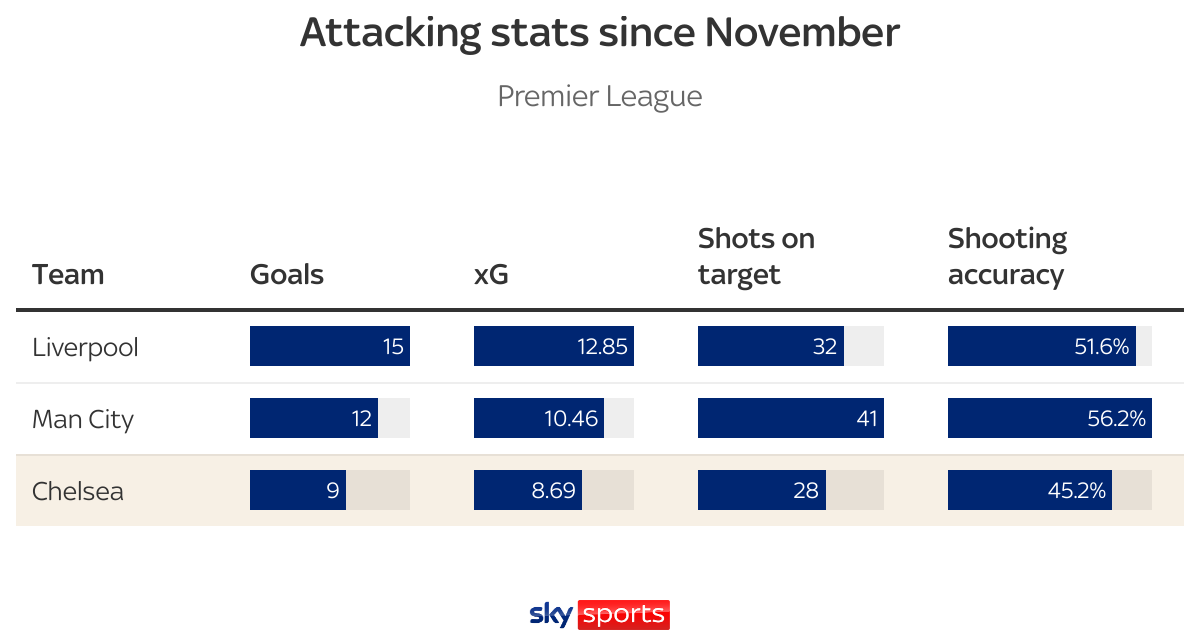 Attacking stats since November
Premier League
Team Goals xG Shots on target Shooting accuracy
Liverpool 15 12.85 32 51.6%
Man City 12 10.46 41 56.2%
Chelsea 9 8.69 28 45.2%
sky sports